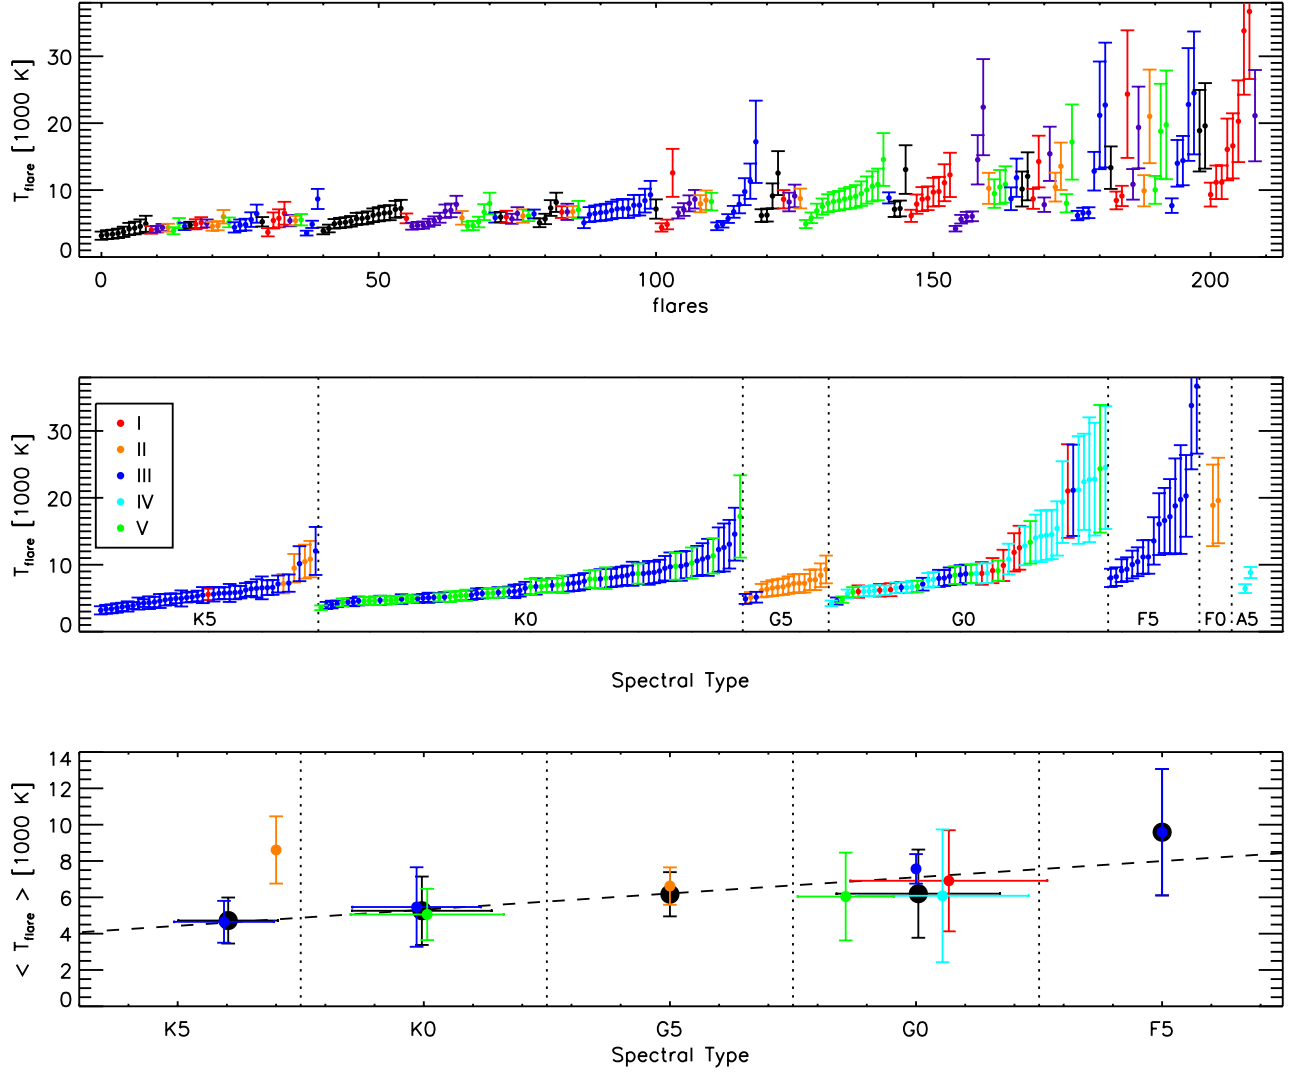 30
20
10
0
T_flare [1000 K]
0 50 100 150 200
flares
30
20
10
0
T_flare [1000 K]
I
II
III
IV
V
K5 K0 G5 G0 F5 F0 A5
Spectral Type
14
12
10
8
6
4
2
0
< T_flare > [1000 K]
K5 K0 G5 G0 F5
Spectral Type